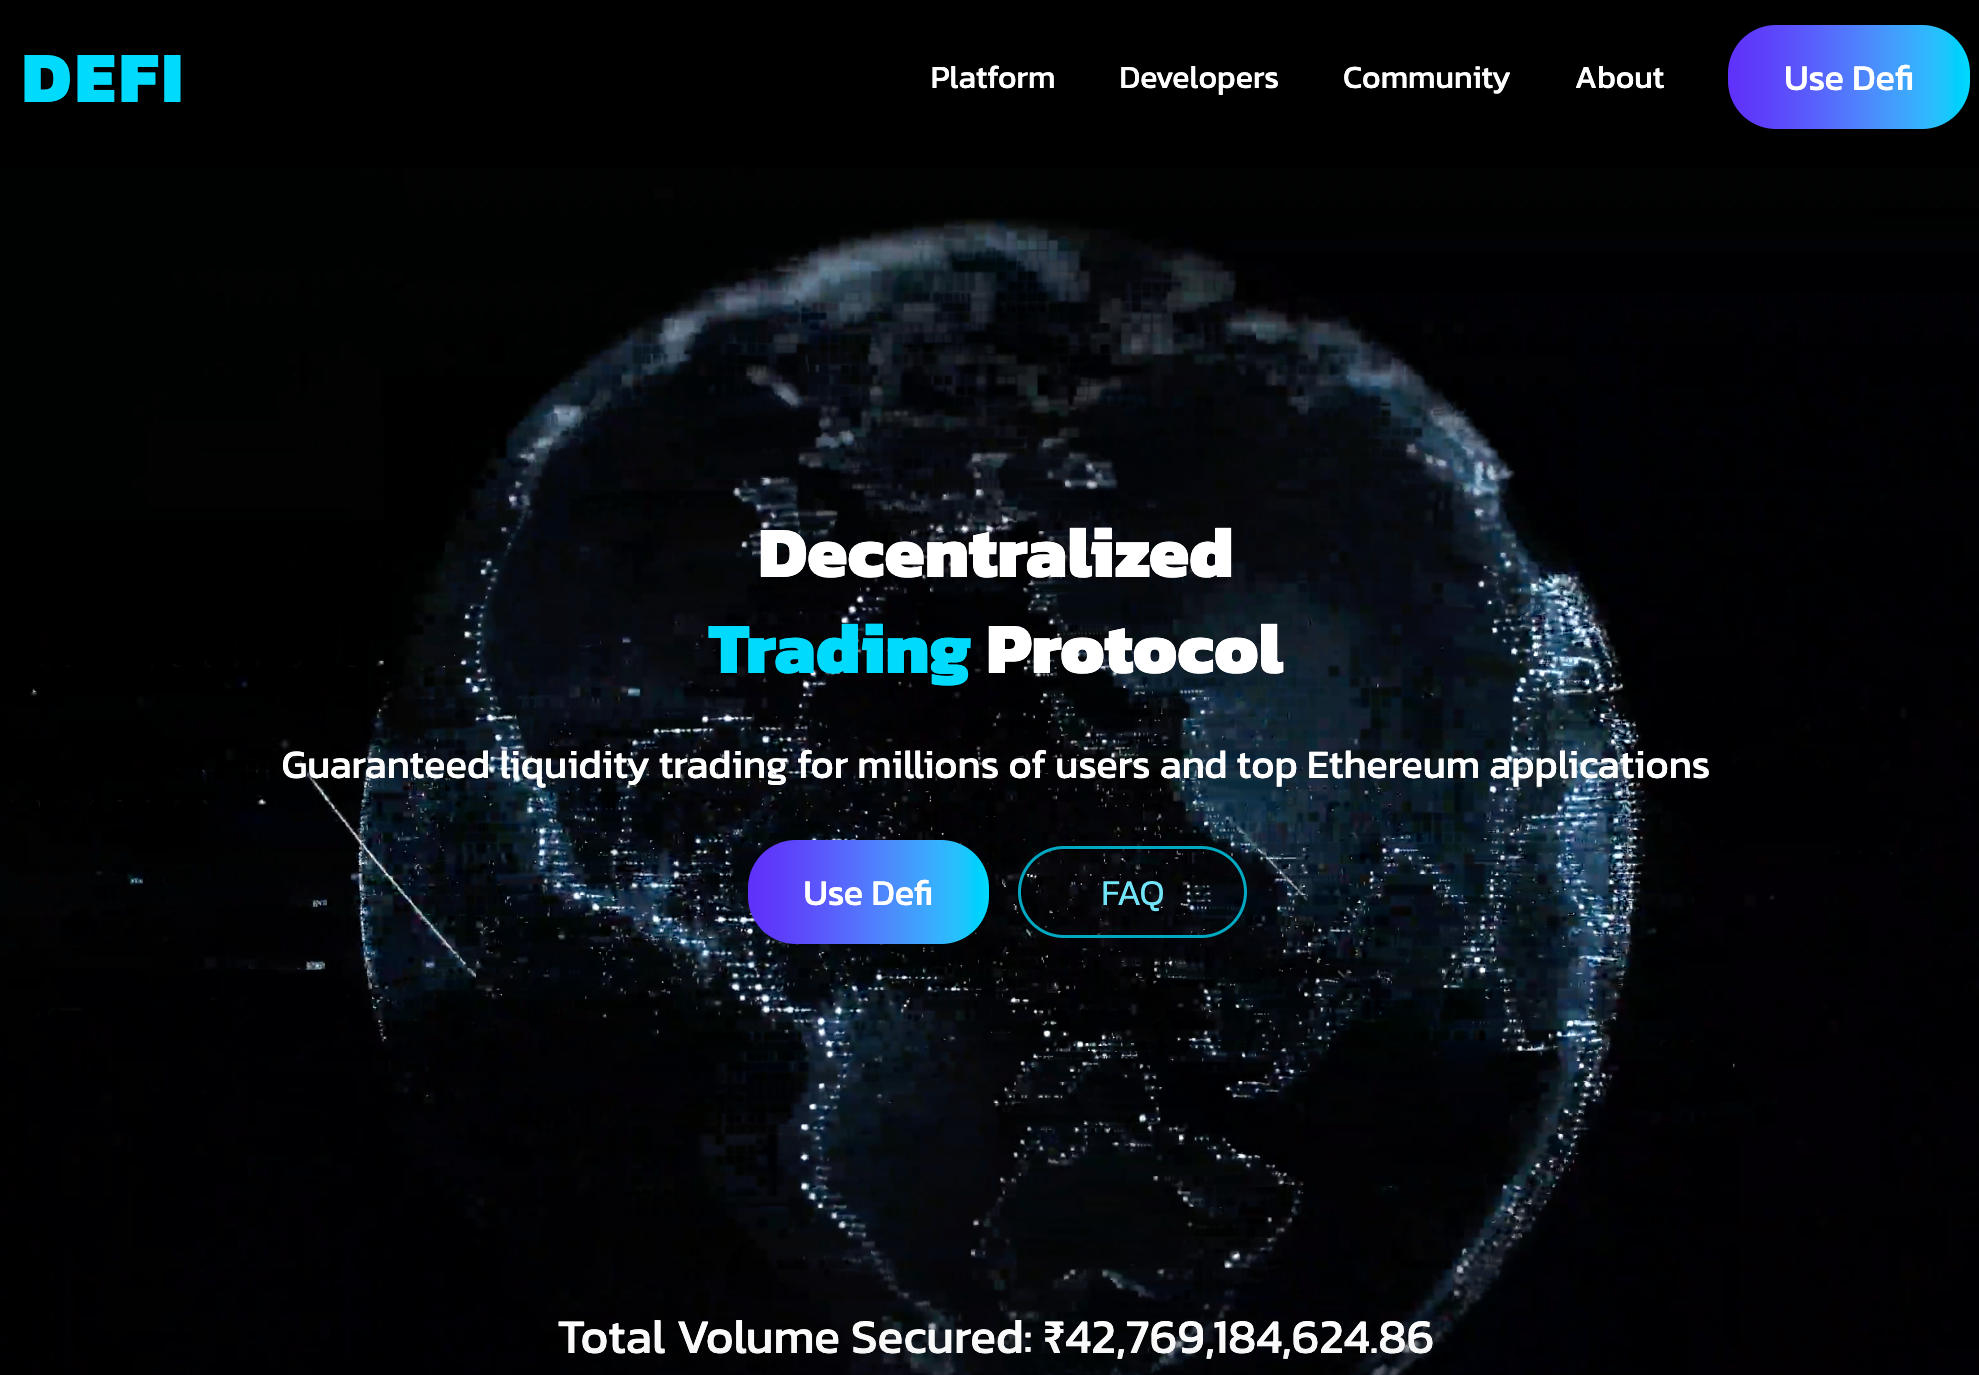 DEFI
Platform
Developers
Community
About
Use Defi
Decentralized
Trading Protocol
Guaranteed liquidity trading for millions of users and top Ethereum applications
Use Defi
FAQ
Total Volume Secured: ₹42,769,184,624.86